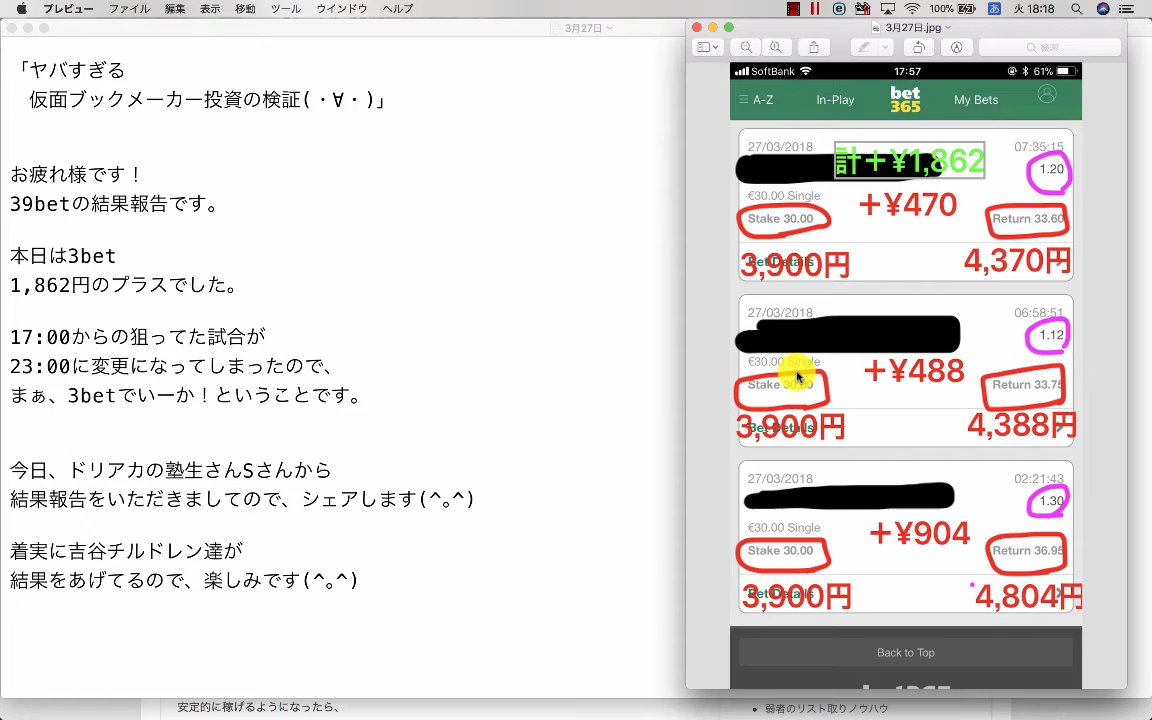 プレビュー ファイル 編集 表示 移動 ツール ウインドウ ヘルプ
100% あ 火 18:18
3月27日
「ヤバすぎる
仮面ブックメーカー投資の検証(・∀・)」
お疲れ様です！
39betの結果報告です。
本日は3bet
1,862円のプラスでした。
17:00からの狙ってた試合が
23:00に変更になってしまったので、
まぁ、3betでいーか！ということです。
今日、ドリアカの塾生さんSさんから
結果報告をいただきましてので、シェアします(^｡^)
着実に吉谷チルドレン達が
結果をあげてるので、楽しみです(^｡^)
安定的に稼げるようになったら、
3月27日.jpg
検索
SoftBank 17:57 61%
A-Z In-Play bet365 My Bets
27/03/2018 07:35:15
計＋¥1,862
1.20
€30.00 Single
＋¥470
Stake 30.00 Return 33.60
Bet Details
3,900円 4,370円
27/03/2018 06:58:51
1.12
€30.00 Single
＋¥488
Stake 30.00 Return 33.75
Bet Details
3,900円 4,388円
27/03/2018 02:21:43
1.30
€30.00 Single
＋¥904
Stake 30.00 Return 36.95
Bet Details
3,900円 4,804円
Back to Top
• 弱者のリスト取りノウハウ